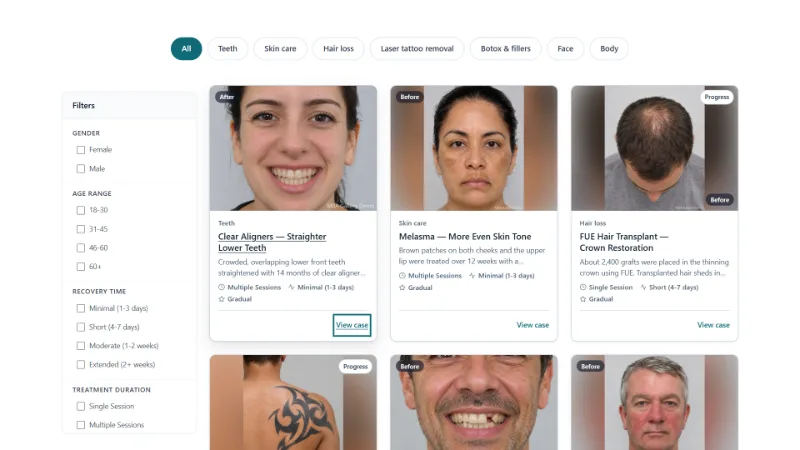 All
Teeth
Skin care
Hair loss
Laser tattoo removal
Botox & fillers
Face
Body
Filters
GENDER
Female
Male
AGE RANGE
18-30
31-45
46-60
60+
RECOVERY TIME
Minimal (1-3 days)
Short (4-7 days)
Moderate (1-2 weeks)
Extended (2+ weeks)
TREATMENT DURATION
Single Session
Multiple Sessions
After
Teeth
Clear Aligners — Straighter
Lower Teeth
Crowded, overlapping lower front teeth
straightened with 14 months of clear aligner...
Multiple Sessions
Minimal (1-3 days)
Gradual
View case
Before
Skin care
Melasma — More Even Skin Tone
Brown patches on both cheeks and the upper
lip were treated over 12 weeks with a...
Multiple Sessions
Minimal (1-3 days)
Gradual
View case
Progress
Before
Hair loss
FUE Hair Transplant —
Crown Restoration
About 2,400 grafts were placed in the thinning
crown using FUE. Transplanted hair sheds in...
Single Session
Short (4-7 days)
Gradual
View case
Progress
Before
Before